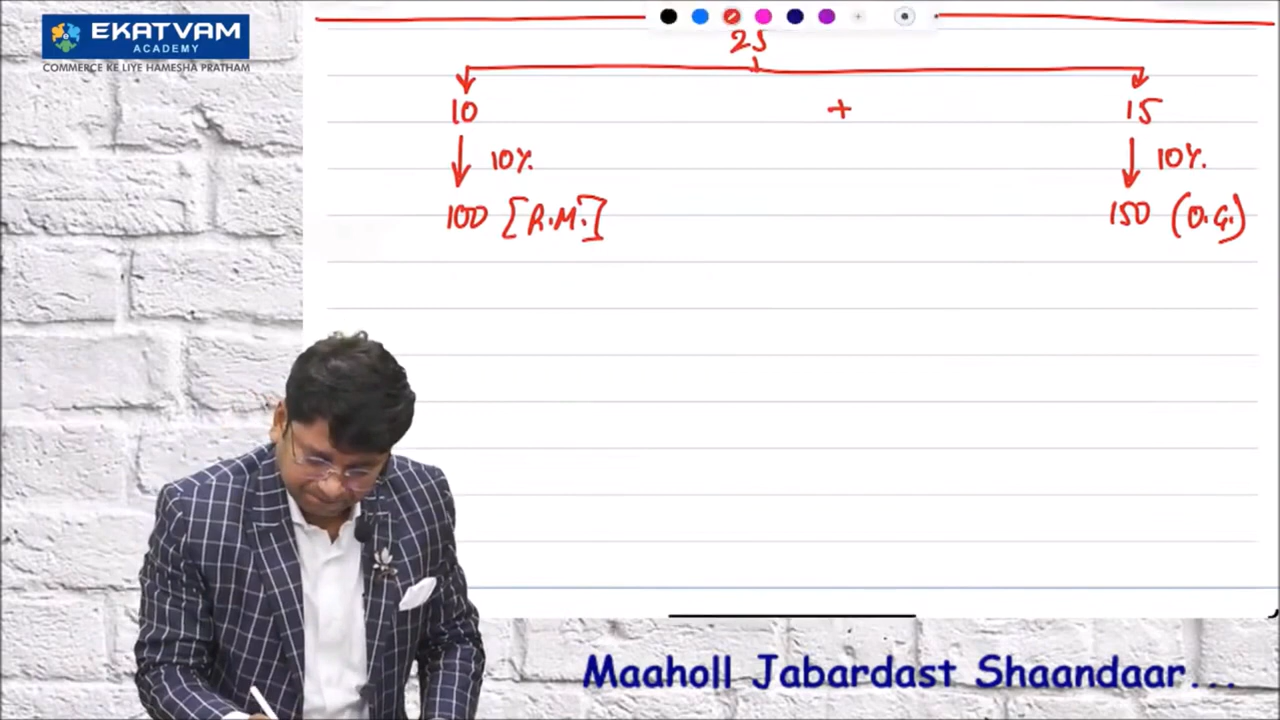 EKATVAM
ACADEMY
COMMERCE KE LIYE HAMESHA PRATHAM
25
10 + 15
10%. 10%.
100 [R.M.] 150 (O.G.)
Maaholl Jabardast Shaandaar...